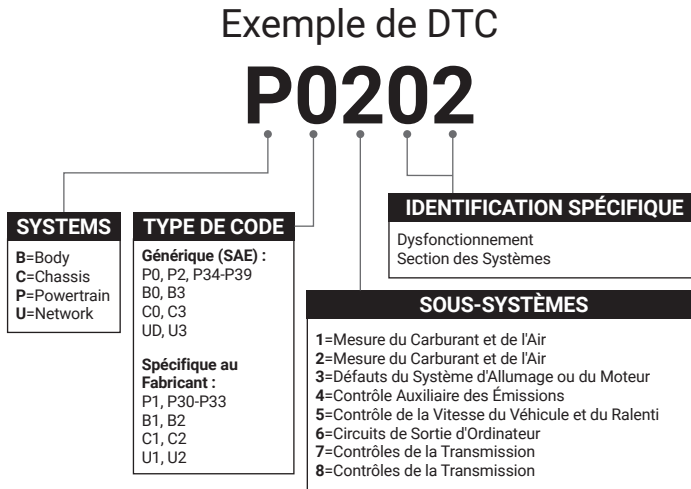 Exemple de DTC
P0202
SYSTEMS
B=Body
C=Chassis
P=Powertrain
U=Network
TYPE DE CODE
Générique (SAE) :
P0, P2, P34-P39
B0, B3
C0, C3
UD, U3
Spécifique au
Fabricant :
P1, P30-P33
B1, B2
C1, C2
U1, U2
IDENTIFICATION SPÉCIFIQUE
Dysfonctionnement
Section des Systèmes
SOUS-SYSTÈMES
1=Mesure du Carburant et de l'Air
2=Mesure du Carburant et de l'Air
3=Défauts du Système d'Allumage ou du Moteur
4=Contrôle Auxiliaire des Émissions
5=Contrôle de la Vitesse du Véhicule et du Ralenti
6=Circuits de Sortie d'Ordinateur
7=Contrôles de la Transmission
8=Contrôles de la Transmission